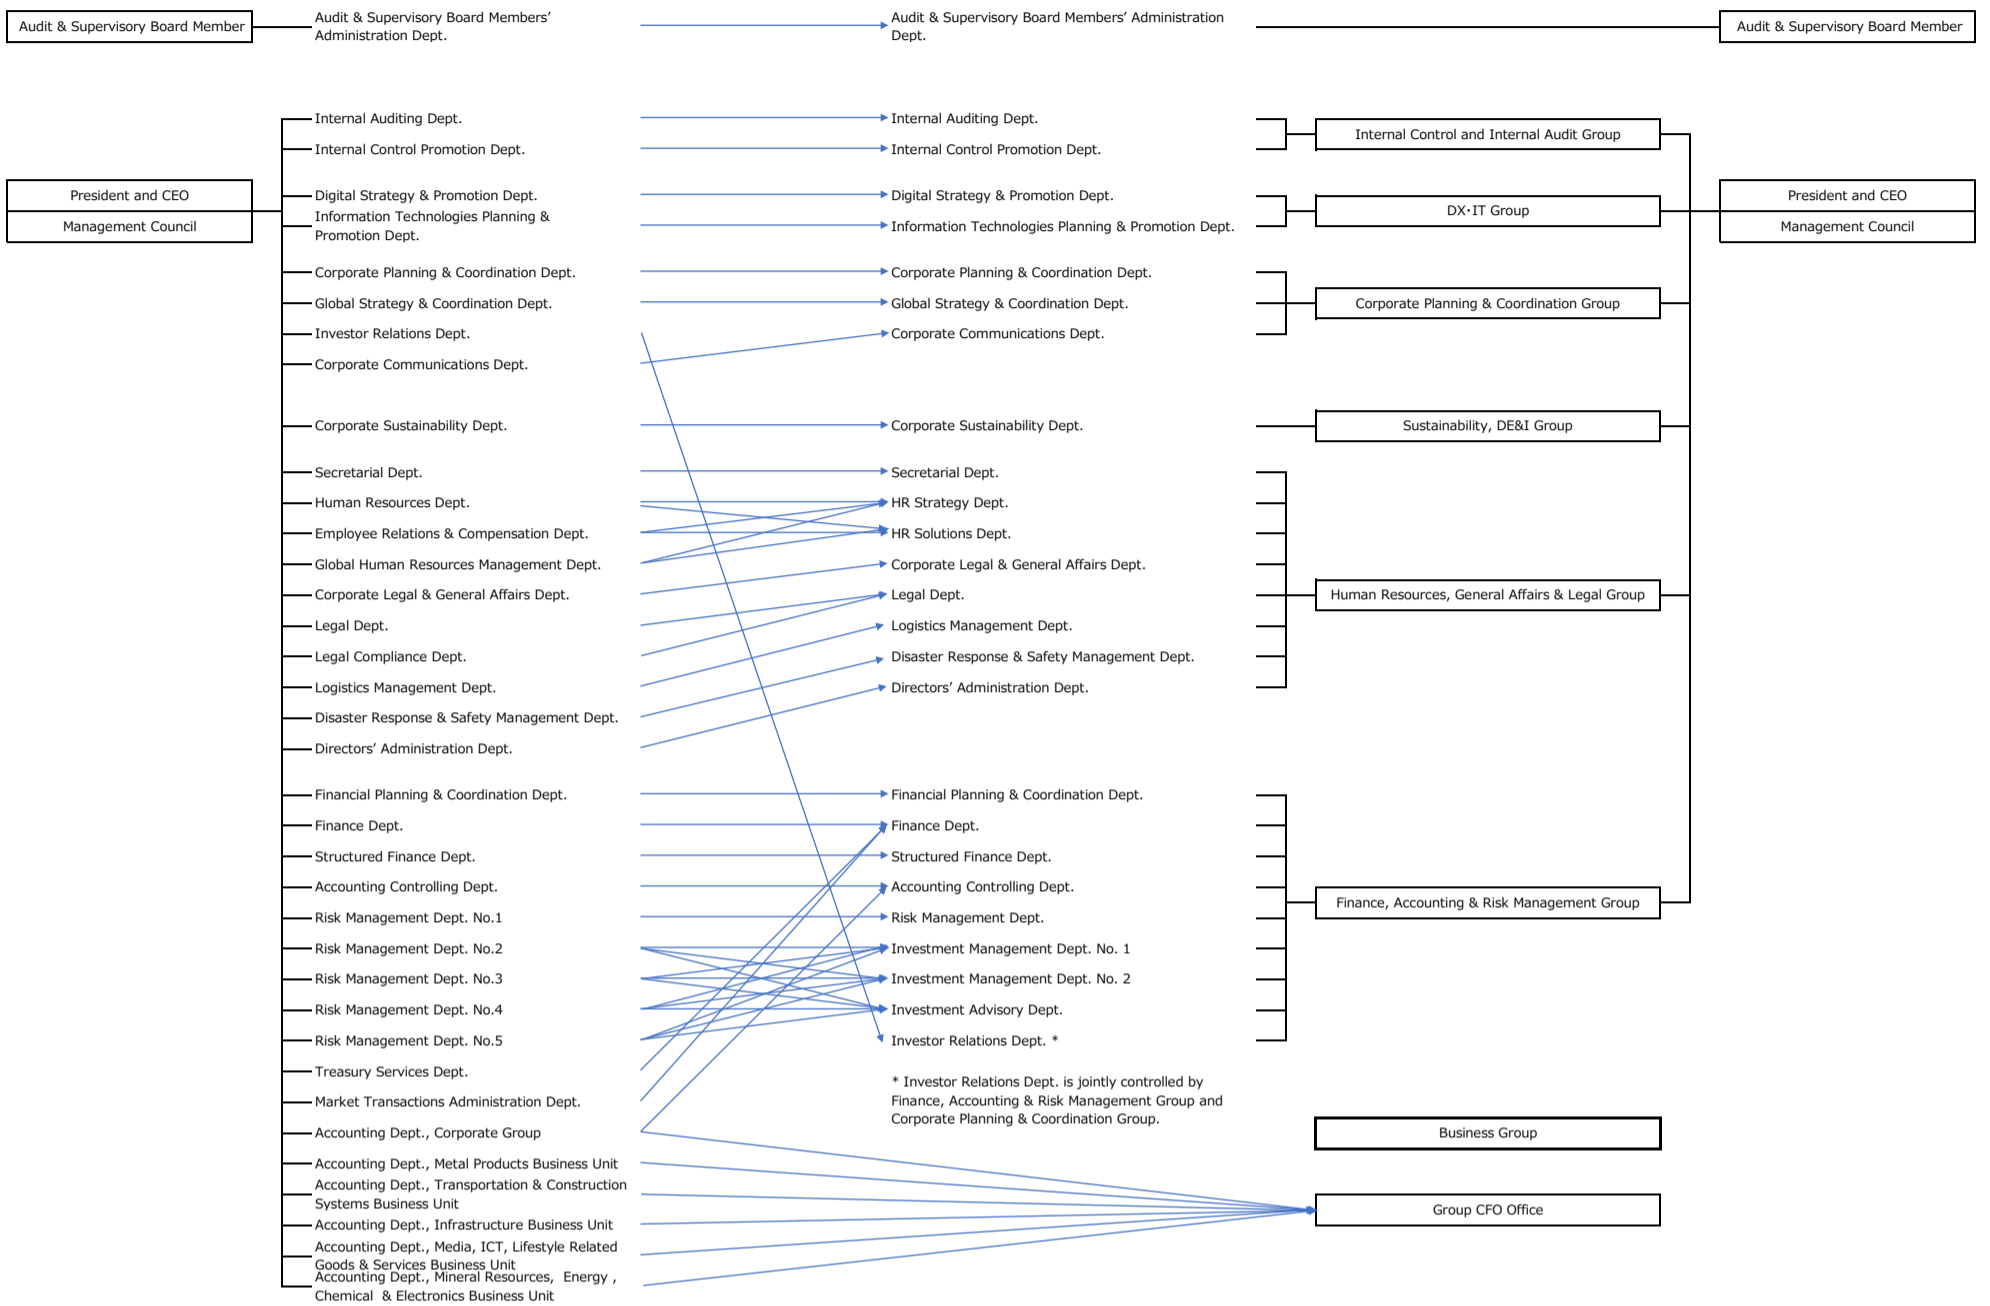 Audit & Supervisory Board Member
Audit & Supervisory Board Members’
Administration Dept.
Audit & Supervisory Board Members’ Administration
Dept.
Audit & Supervisory Board Member
Internal Auditing Dept.
Internal Auditing Dept.
Internal Control and Internal Audit Group
Internal Control Promotion Dept.
Internal Control Promotion Dept.
President and CEO
Management Council
Digital Strategy & Promotion Dept.
Digital Strategy & Promotion Dept.
DX･IT Group
President and CEO
Management Council
Information Technologies Planning &
Promotion Dept.
Information Technologies Planning & Promotion Dept.
Corporate Planning & Coordination Dept.
Corporate Planning & Coordination Dept.
Global Strategy & Coordination Dept.
Global Strategy & Coordination Dept.
Corporate Planning & Coordination Group
Investor Relations Dept.
Corporate Communications Dept.
Corporate Communications Dept.
Corporate Sustainability Dept.
Corporate Sustainability Dept.
Sustainability, DE&I Group
Secretarial Dept.
Secretarial Dept.
Human Resources Dept.
HR Strategy Dept.
Employee Relations & Compensation Dept.
HR Solutions Dept.
Global Human Resources Management Dept.
Corporate Legal & General Affairs Dept.
Corporate Legal & General Affairs Dept.
Legal Dept.
Human Resources, General Affairs & Legal Group
Legal Dept.
Logistics Management Dept.
Legal Compliance Dept.
Disaster Response & Safety Management Dept.
Logistics Management Dept.
Directors’ Administration Dept.
Disaster Response & Safety Management Dept.
Directors’ Administration Dept.
Financial Planning & Coordination Dept.
Financial Planning & Coordination Dept.
Finance Dept.
Finance Dept.
Structured Finance Dept.
Structured Finance Dept.
Accounting Controlling Dept.
Accounting Controlling Dept.
Finance, Accounting & Risk Management Group
Risk Management Dept. No.1
Risk Management Dept.
Risk Management Dept. No.2
Investment Management Dept. No. 1
Risk Management Dept. No.3
Investment Management Dept. No. 2
Risk Management Dept. No.4
Investment Advisory Dept.
Risk Management Dept. No.5
Investor Relations Dept. *
Treasury Services Dept.
* Investor Relations Dept. is jointly controlled by
Finance, Accounting & Risk Management Group and
Corporate Planning & Coordination Group.
Market Transactions Administration Dept.
Accounting Dept., Corporate Group
Business Group
Accounting Dept., Metal Products Business Unit
Accounting Dept., Transportation & Construction
Systems Business Unit
Group CFO Office
Accounting Dept., Infrastructure Business Unit
Accounting Dept., Media, ICT, Lifestyle Related
Goods & Services Business Unit
Accounting Dept., Mineral Resources, Energy ,
Chemical & Electronics Business Unit